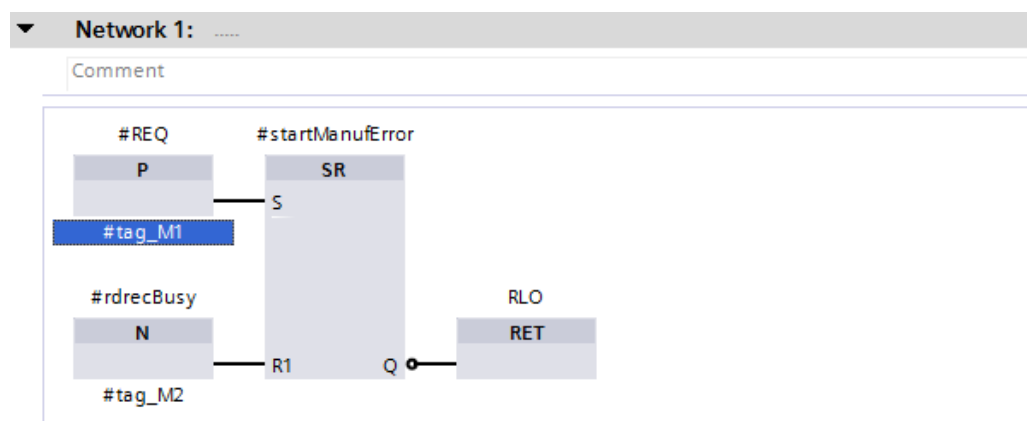 Network 1: .....
Comment
#REQ #startManufError
P SR
S
#tag_M1
#rdrecBusy RLO
N RET
R1 Q
#tag_M2